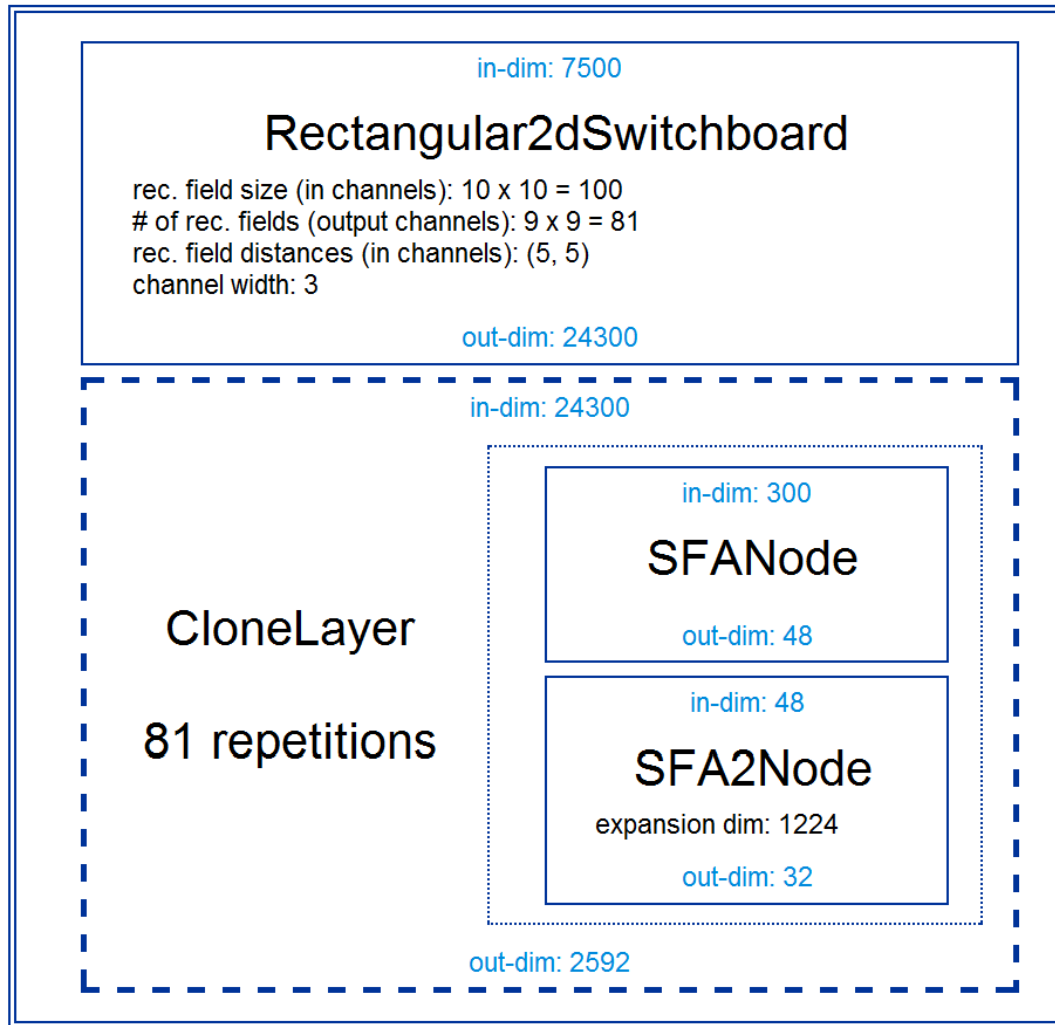 in-dim: 7500
Rectangular2dSwitchboard
rec. field size (in channels): 10 x 10 = 100
# of rec. fields (output channels): 9 x 9 = 81
rec. field distances (in channels): (5, 5)
channel width: 3
out-dim: 24300
in-dim: 24300
CloneLayer
81 repetitions
in-dim: 300
SFANode
out-dim: 48
in-dim: 48
SFA2Node
expansion dim: 1224
out-dim: 32
out-dim: 2592